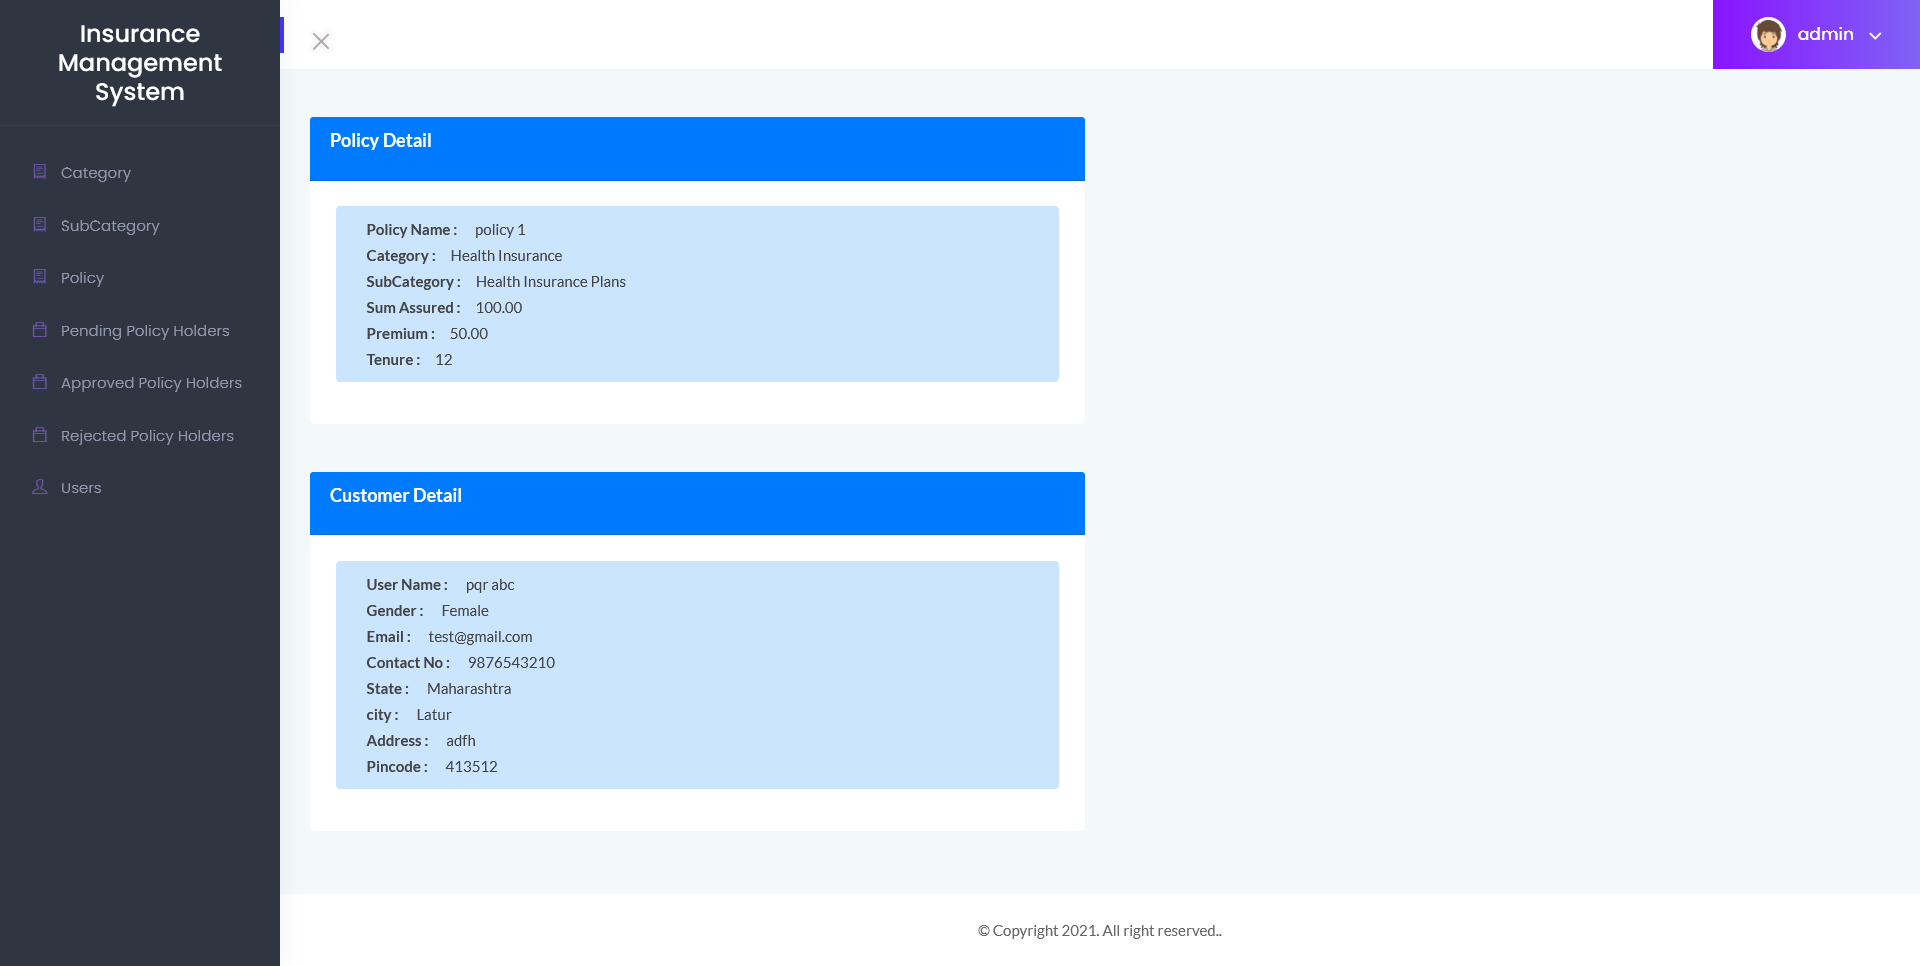 Insurance
Management
System
admin
Category
SubCategory
Policy
Pending Policy Holders
Approved Policy Holders
Rejected Policy Holders
Users
Policy Detail
Policy Name : policy 1
Category : Health Insurance
SubCategory : Health Insurance Plans
Sum Assured : 100.00
Premium : 50.00
Tenure : 12
Customer Detail
User Name : pqr abc
Gender : Female
Email : test@gmail.com
Contact No : 9876543210
State : Maharashtra
city : Latur
Address : adfh
Pincode : 413512
© Copyright 2021. All right reserved..